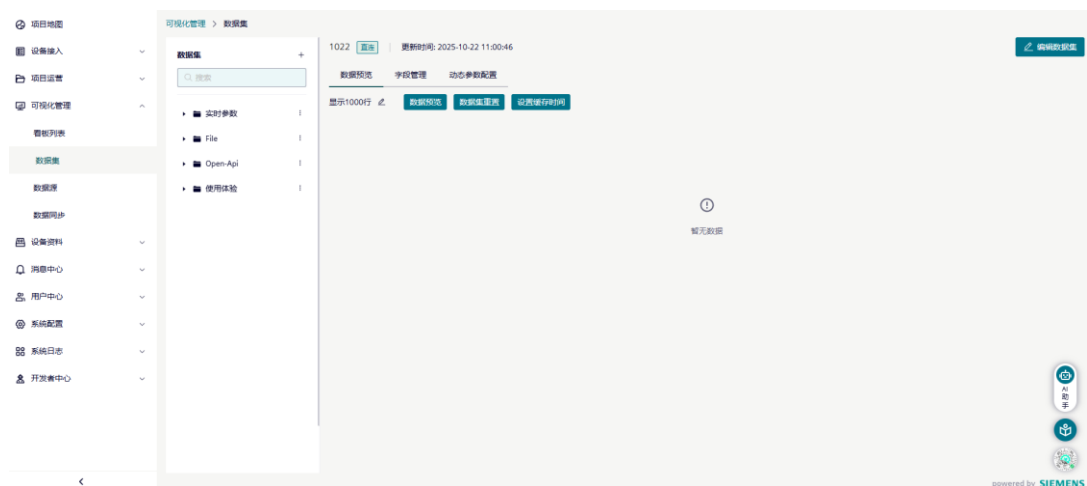 项目地图
可视化管理 > 数据集
设备接入
项目运营
可视化管理
看板列表
数据集
数据源
数据同步
设备资料
消息中心
用户中心
系统配置
系统日志
开发者中心
数据集 +
搜索
实时参数
File
Open-Api
使用体验
1022 直连 更新时间: 2025-10-22 11:00:46
编辑数据集
数据预览 字段管理 动态参数配置
显示1000行 数据预览 数据集重置 设置缓存时间
暂无数据
AI
助
手
powered by SIEMENS